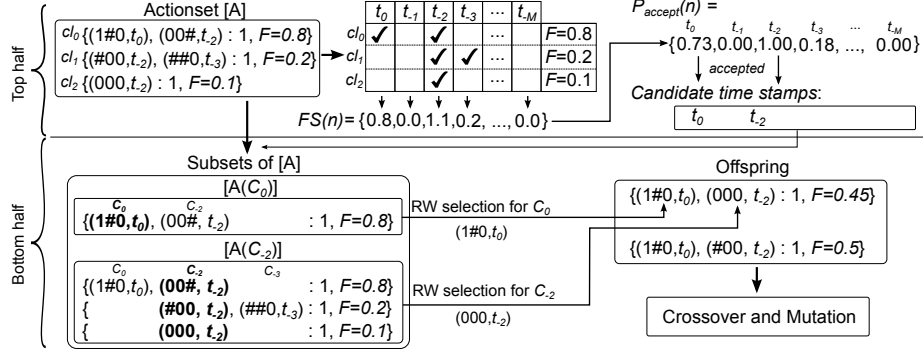 Top half
Actionset [A]
cl0 {(1#0,t0), (00#,t-2) : 1, F=0.8}
cl1 {(#00,t-2), (##0,t-3) : 1, F=0.2}
cl2 {(000,t-2) : 1, F=0.1}
t0 t-1 t-2 t-3 ... t-M
cl0 ✓ ✓ ... F=0.8
cl1 ✓ ✓ ... F=0.2
cl2 ✓ ... F=0.1
FS(n)= {0.8,0.0,1.1,0.2, ...,0.0}
Paccept(n) =
t0 t-1 t-2 t-3 ... t-M
{0.73,0.00,1.00,0.18, ..., 0.00}
accepted
Candidate time stamps:
t0 t-2
Bottom half
Subsets of [A]
[A(C0)]
C0 C-2
{(1#0,t0), (00#, t-2) : 1, F=0.8}
[A(C-2)]
C0 C-2 C-3
{(1#0,t0), (00#, t-2) : 1, F=0.8}
{ (#00, t-2), (##0,t-3) : 1, F=0.2}
{ (000, t-2) : 1, F=0.1}
RW selection for C0
(1#0,t0)
RW selection for C-2
(000,t-2)
Offspring
{(1#0,t0), (000, t-2) : 1, F=0.45}
{(1#0,t0), (#00, t-2) : 1, F=0.5}
Crossover and Mutation